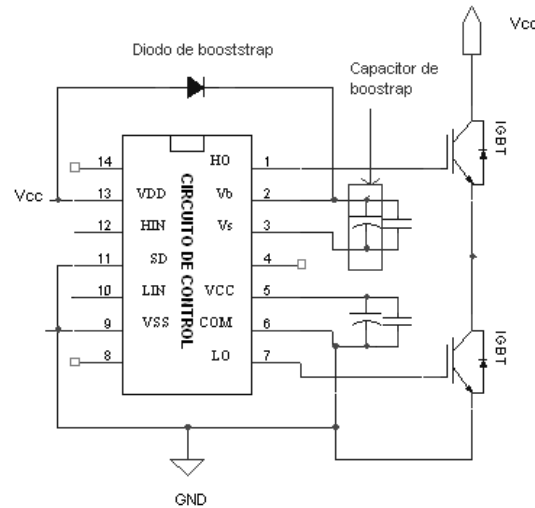 Vcc
Diodo de booststrap
Capacitor de
boostrap
IGBT
14 HO 1
Vcc 13 VDD Vb 2
12 HIN Vs 3
11 SD 4
10 LIN VCC 5
9 VSS COM 6
8 LO 7
CIRCUITO DE CONTROL
IGBT
GND